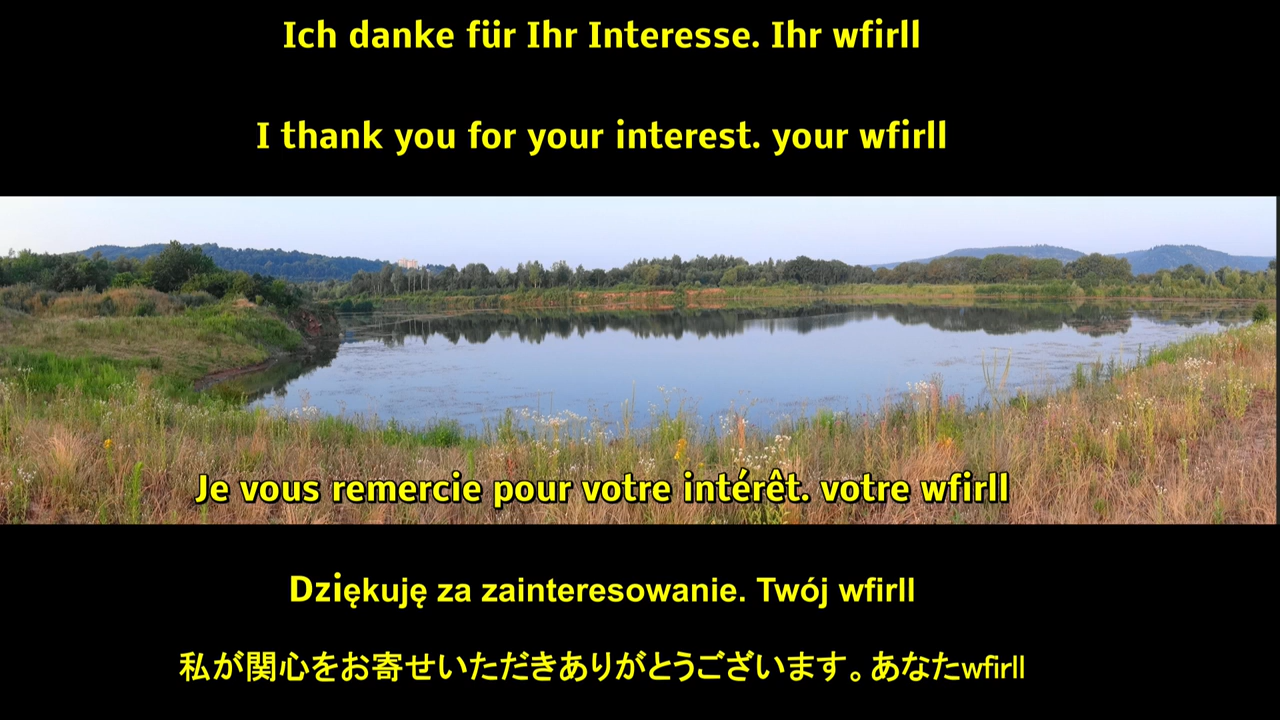 Ich danke für Ihr Interesse. Ihr wfirll
I thank you for your interest. your wfirll
Je vous remercie pour votre intérêt. votre wfirll
Dziękuję za zainteresowanie. Twój wfirll
私が関心をお寄せいただきありがとうございます。あなたwfirll